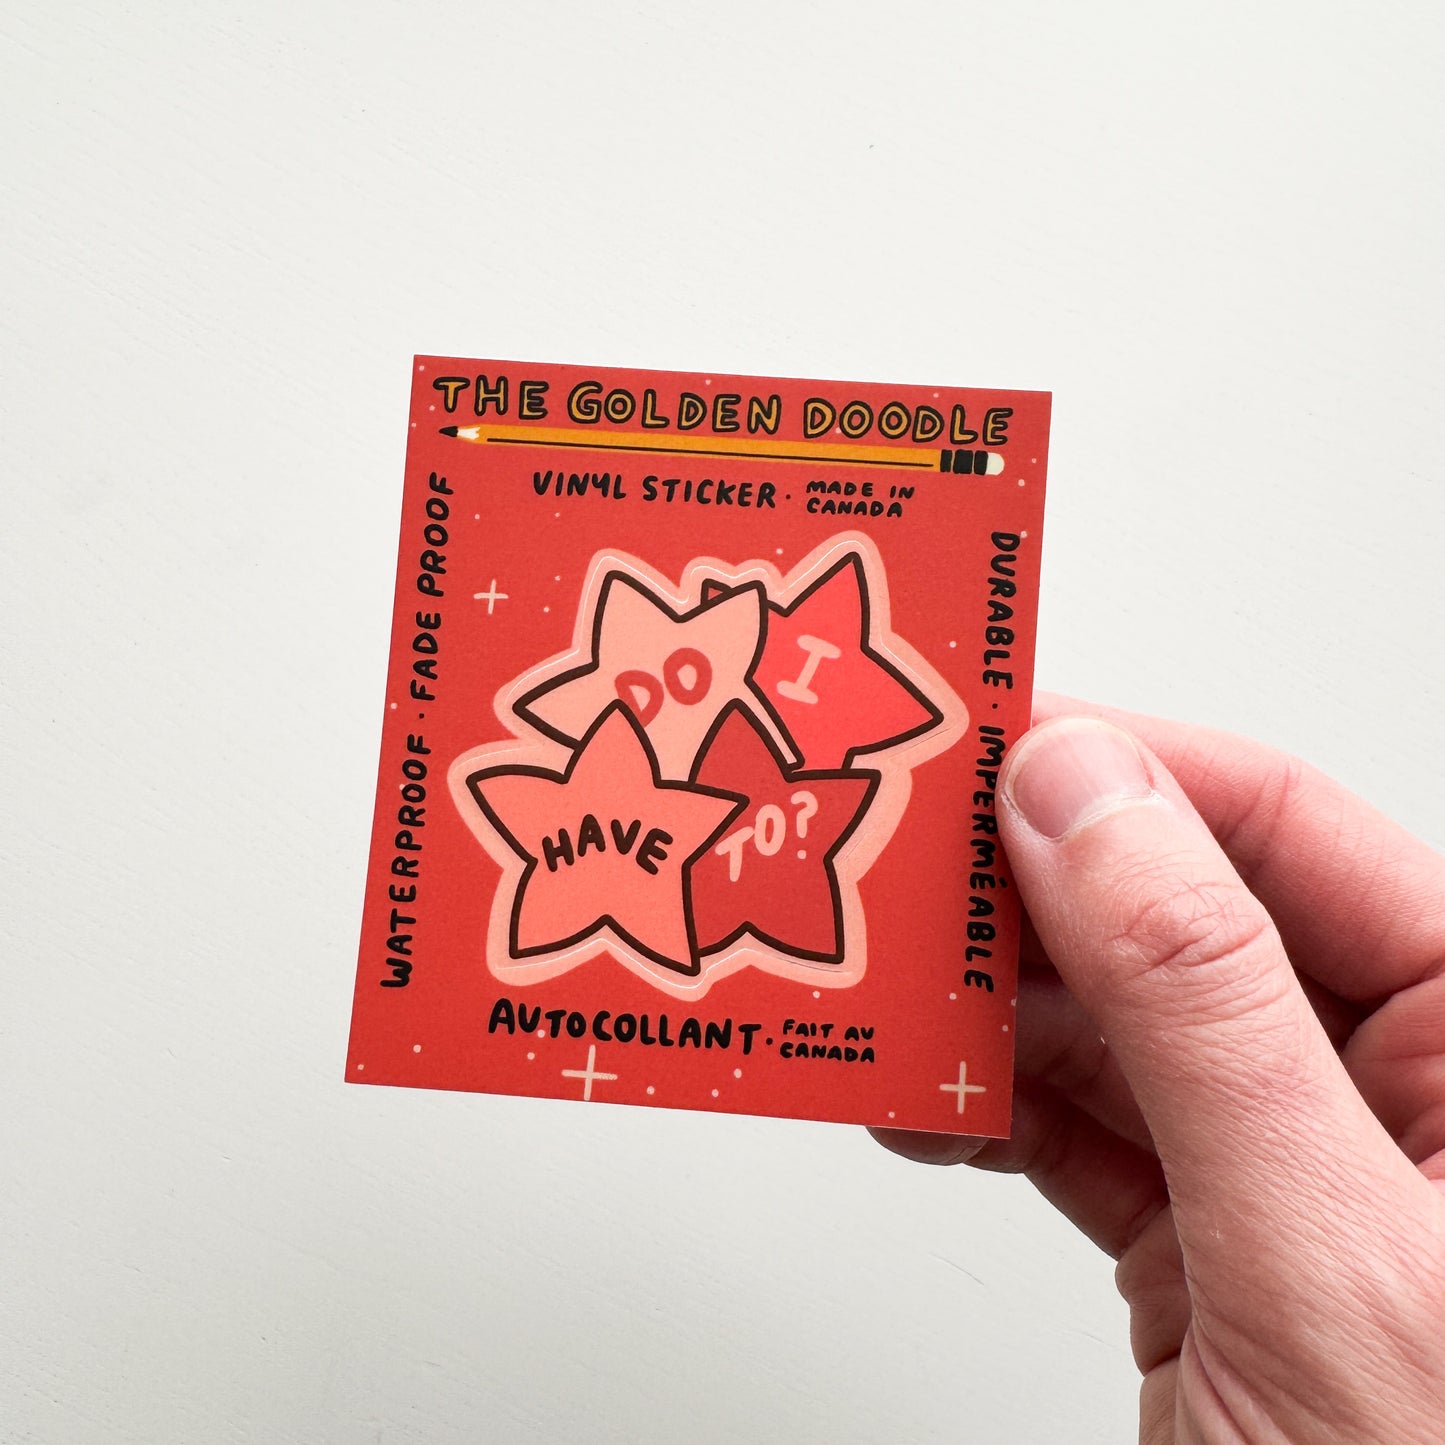 THE GOLDEN DOODLE
VINYL STICKER · MADE IN
CANADA
WATERPROOF · FADE PROOF
DURABLE · IMPERMÉABLE
DO
I
HAVE
TO?
AUTOCOLLANT · FAIT AU
CANADA